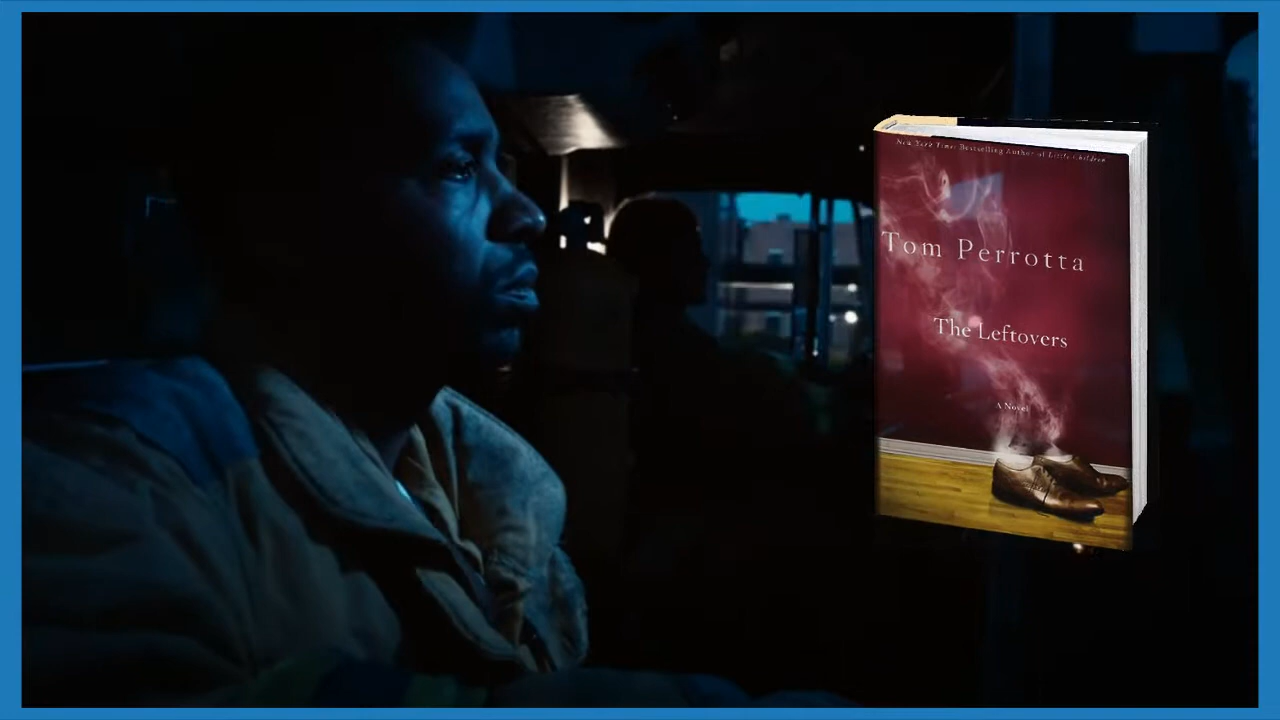 New York Times Bestselling Author of Little Children
Tom Perrotta
The Leftovers
A Novel